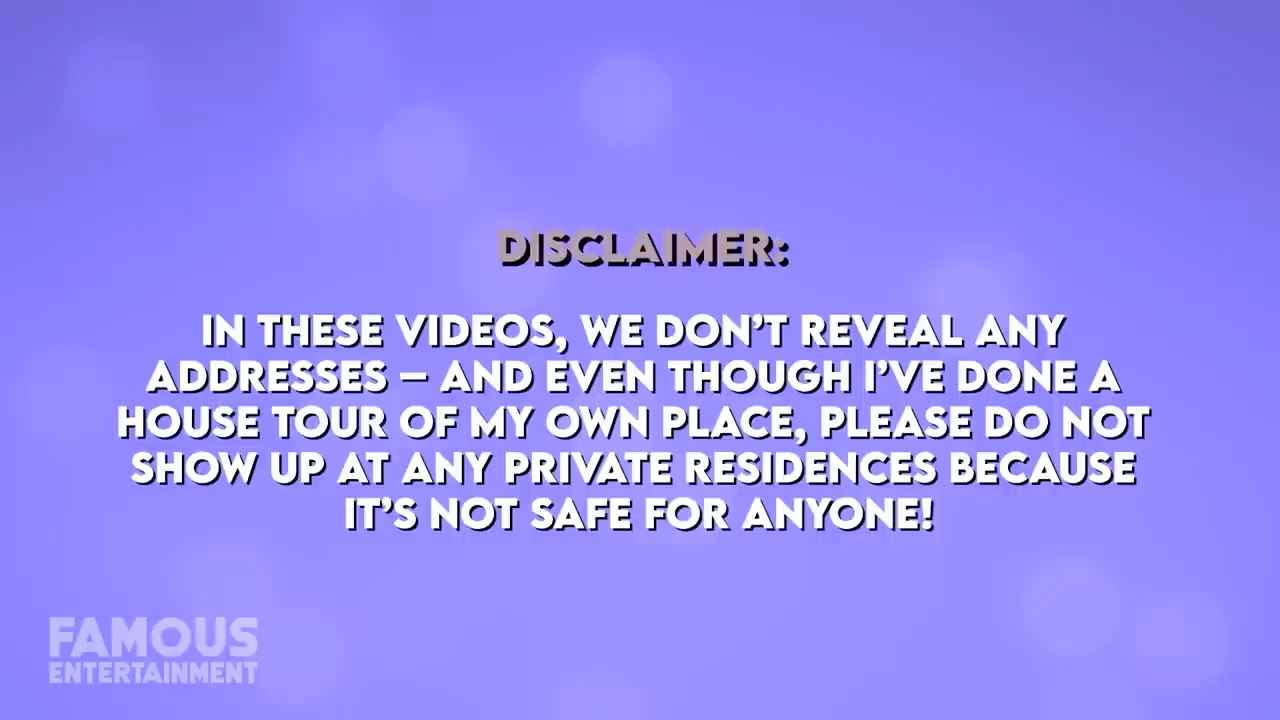 DISCLAIMER:
IN THESE VIDEOS, WE DON'T REVEAL ANY
ADDRESSES – AND EVEN THOUGH I'VE DONE A
HOUSE TOUR OF MY OWN PLACE, PLEASE DO NOT
SHOW UP AT ANY PRIVATE RESIDENCES BECAUSE
IT'S NOT SAFE FOR ANYONE!
FAMOUS
ENTERTAINMENT